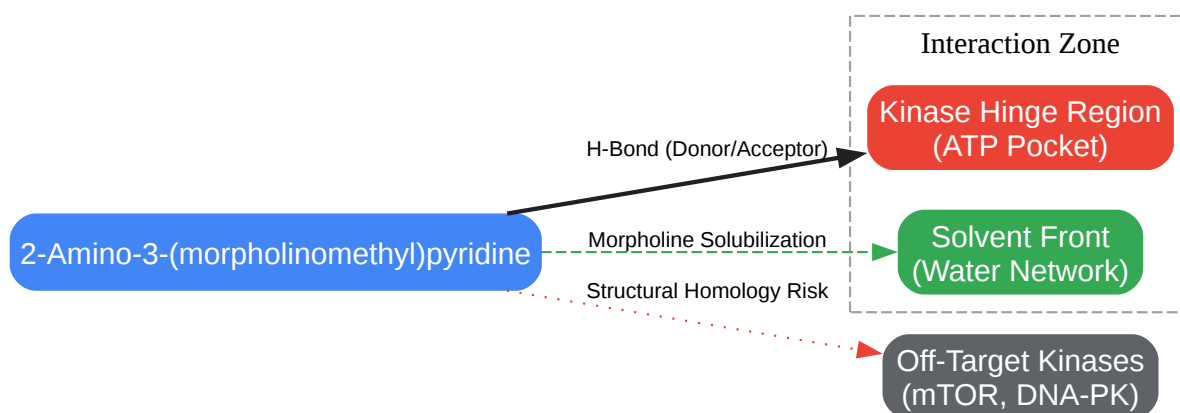 Interaction Zone
Kinase Hinge Region
(ATP Pocket)
H-Bond (Donor/Acceptor)
2-Amino-3-(morpholinomethyl)pyridine
Morpholine Solubilization
Solvent Front
(Water Network)
Structural Homology Risk
Off-Target Kinases
(mTOR, DNA-PK)